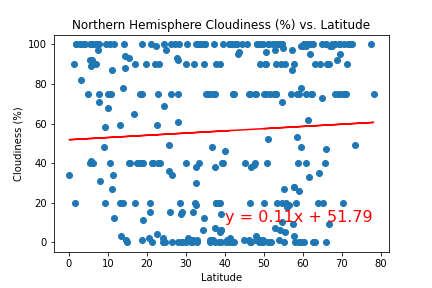 Northern Hemisphere Cloudiness (%) vs. Latitude
Cloudiness (%)
100
80
60
40
20
0
y = 0.11x + 51.79
0 10 20 30 40 50 60 70 80
Latitude